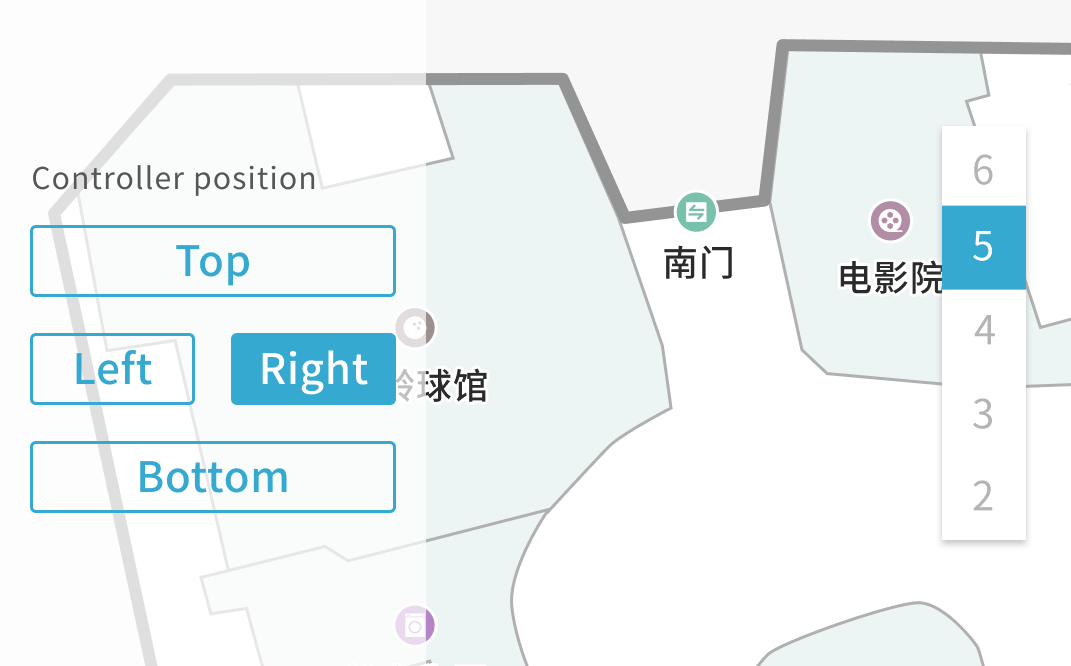 Controller position
Top
Left
Right
Bottom
球馆
南门
电影院
6
5
4
3
2